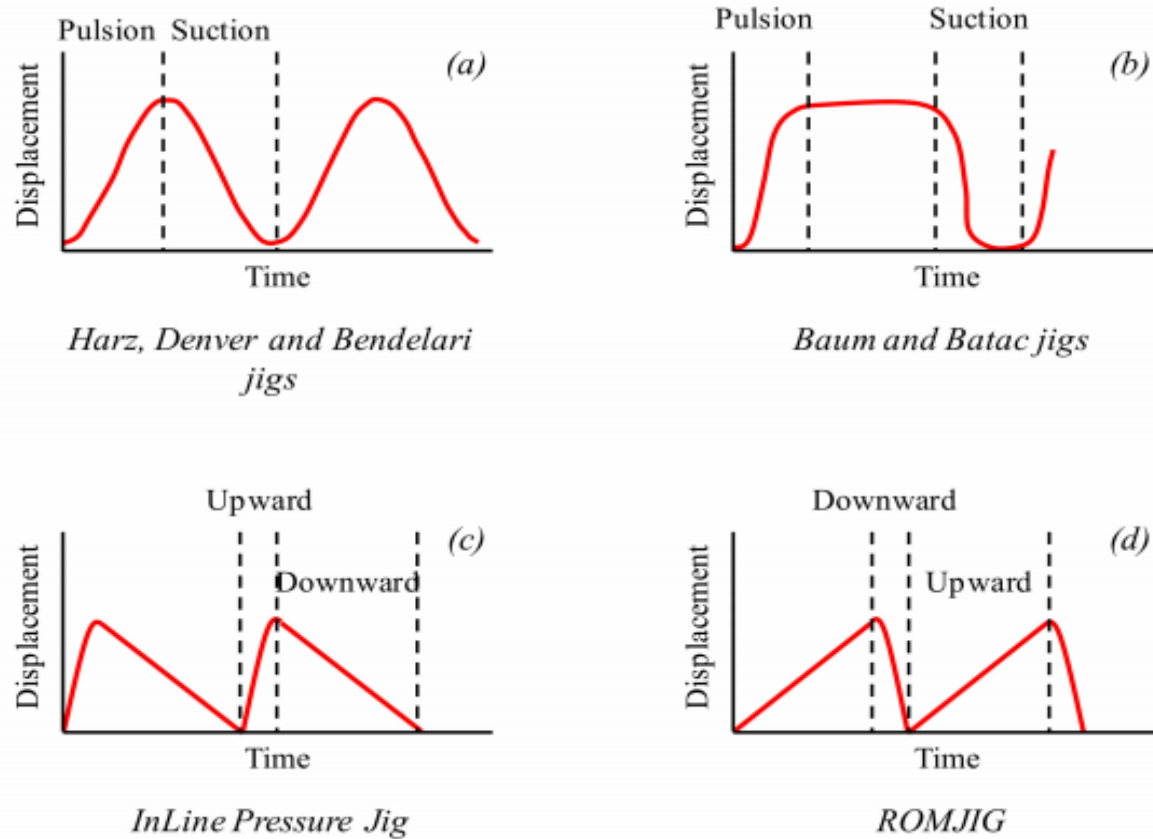 Pulsion Suction
(a)
Displacement
Time
Harz, Denver and Bendelari
jigs
Pulsion
Suction
(b)
Displacement
Time
Baum and Batac jigs
Upward
(c)
Downward
Displacement
Time
InLine Pressure Jig
Downward
(d)
Upward
Displacement
Time
ROMJIG